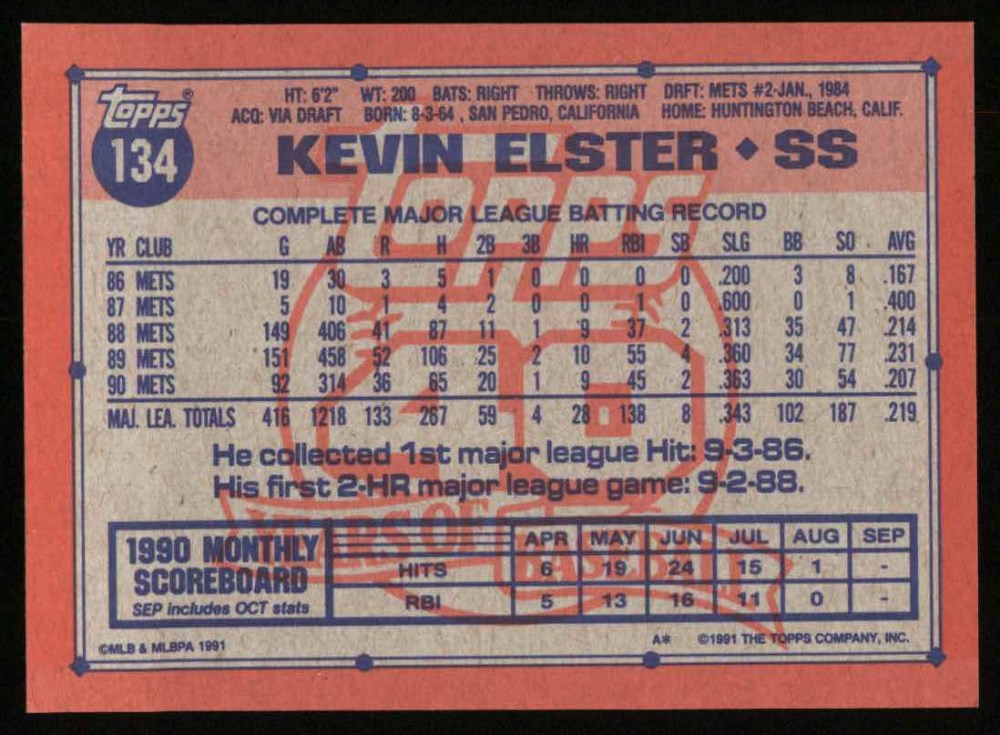 topps®
134
HT: 6'2" WT: 200 BATS: RIGHT THROWS: RIGHT DRFT: METS #2-JAN., 1984
ACQ: VIA DRAFT BORN: 8-3-64 , SAN PEDRO, CALIFORNIA HOME: HUNTINGTON BEACH, CALIF.
KEVIN ELSTER ♦ SS
topps
40
YEARS OF BASEBALL
COMPLETE MAJOR LEAGUE BATTING RECORD
YR CLUB G AB R H 2B 3B HR RBI SB SLG BB SO AVG
86 METS 19 30 3 5 1 0 0 0 0 .200 3 8 .167
87 METS 5 10 1 4 2 0 0 1 0 .600 0 1 .400
88 METS 149 406 41 87 11 1 9 37 2 .313 35 47 .214
89 METS 151 458 52 106 25 2 10 55 4 .360 34 77 .231
90 METS 92 314 36 65 20 1 9 45 2 .363 30 54 .207
MAJ. LEA. TOTALS 416 1218 133 267 59 4 28 138 8 .343 102 187 .219
He collected 1st major league Hit: 9-3-86.
His first 2-HR major league game: 9-2-88.
1990 MONTHLY
SCOREBOARD
SEP includes OCT stats
APR MAY JUN JUL AUG SEP
HITS 6 19 24 15 1 -
RBI 5 13 16 11 0 -
©MLB & MLBPA 1991
A* ©1991 THE TOPPS COMPANY, INC.